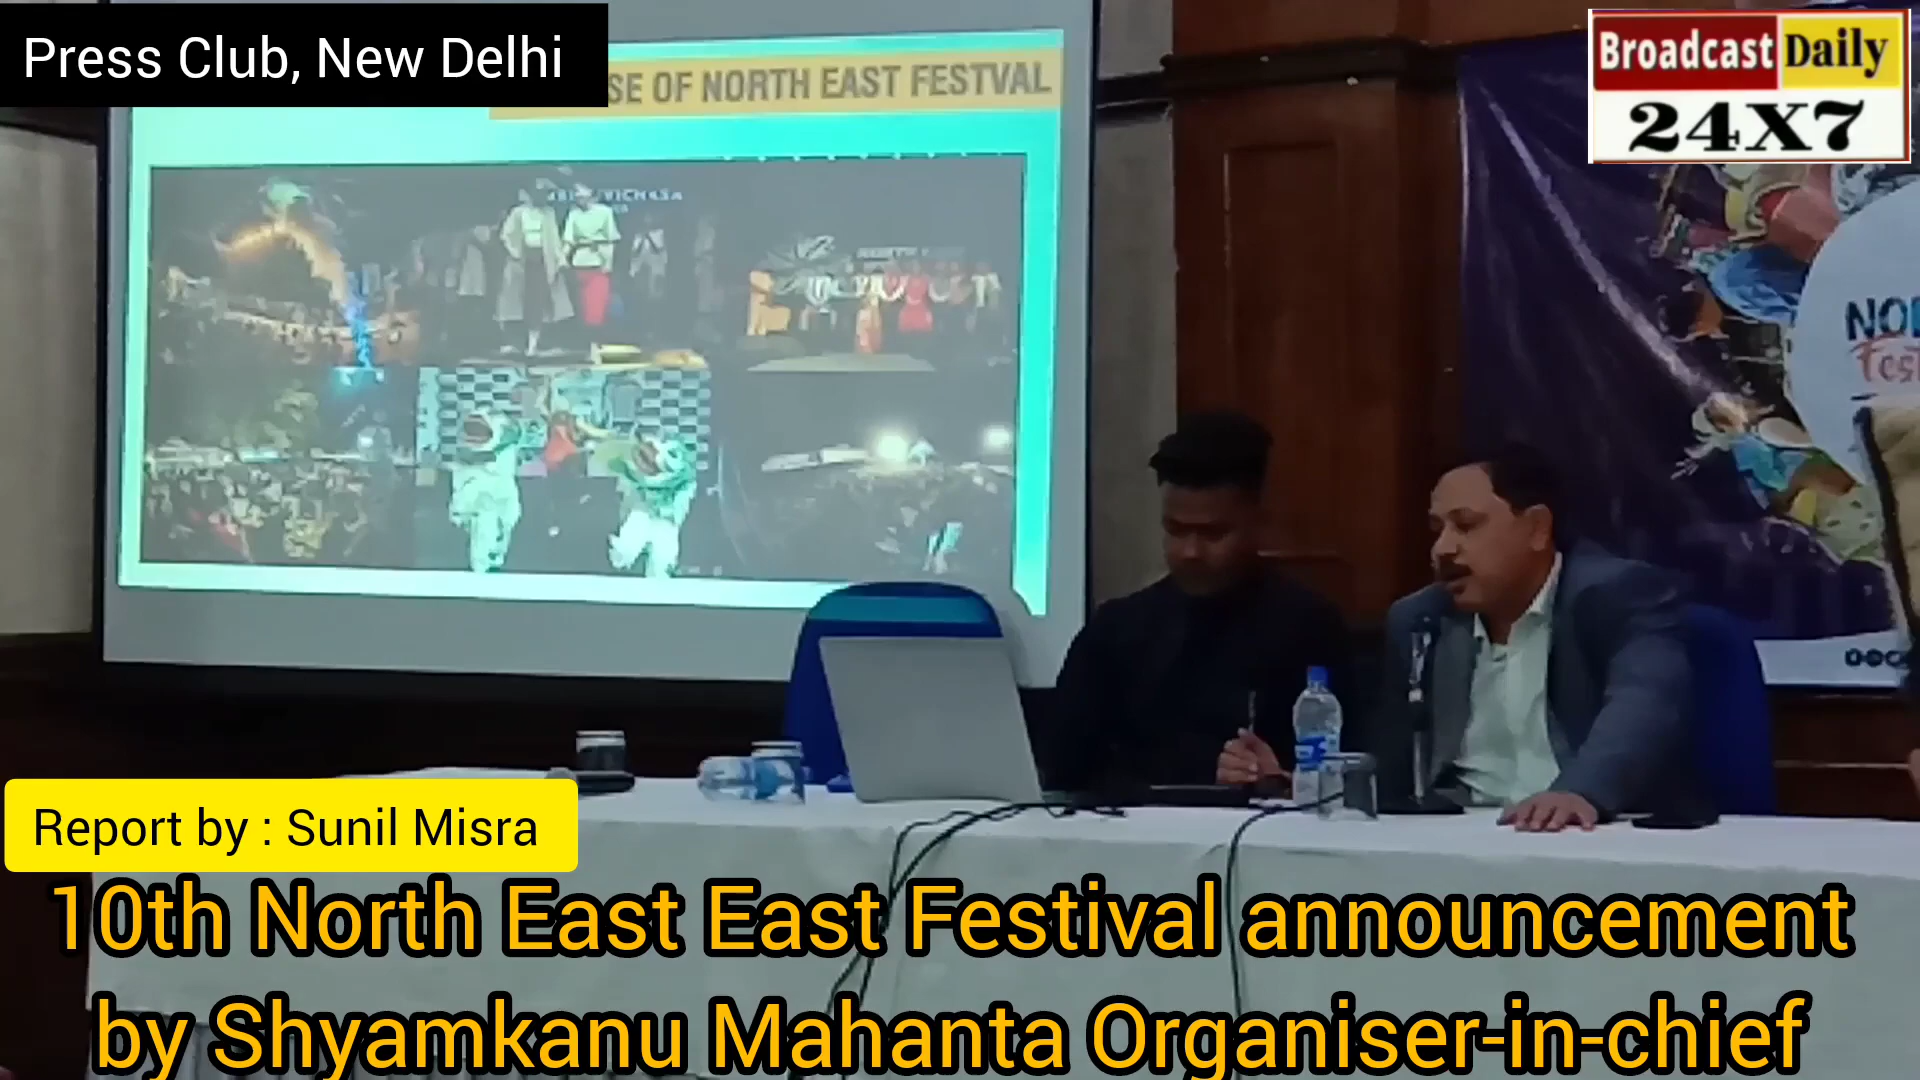 Press Club, New Delhi
SE OF NORTH EAST FESTVAL
Broadcast Daily
24X7
Report by : Sunil Misra
10th North East East Festival announcement
by Shyamkanu Mahanta Organiser-in-chief